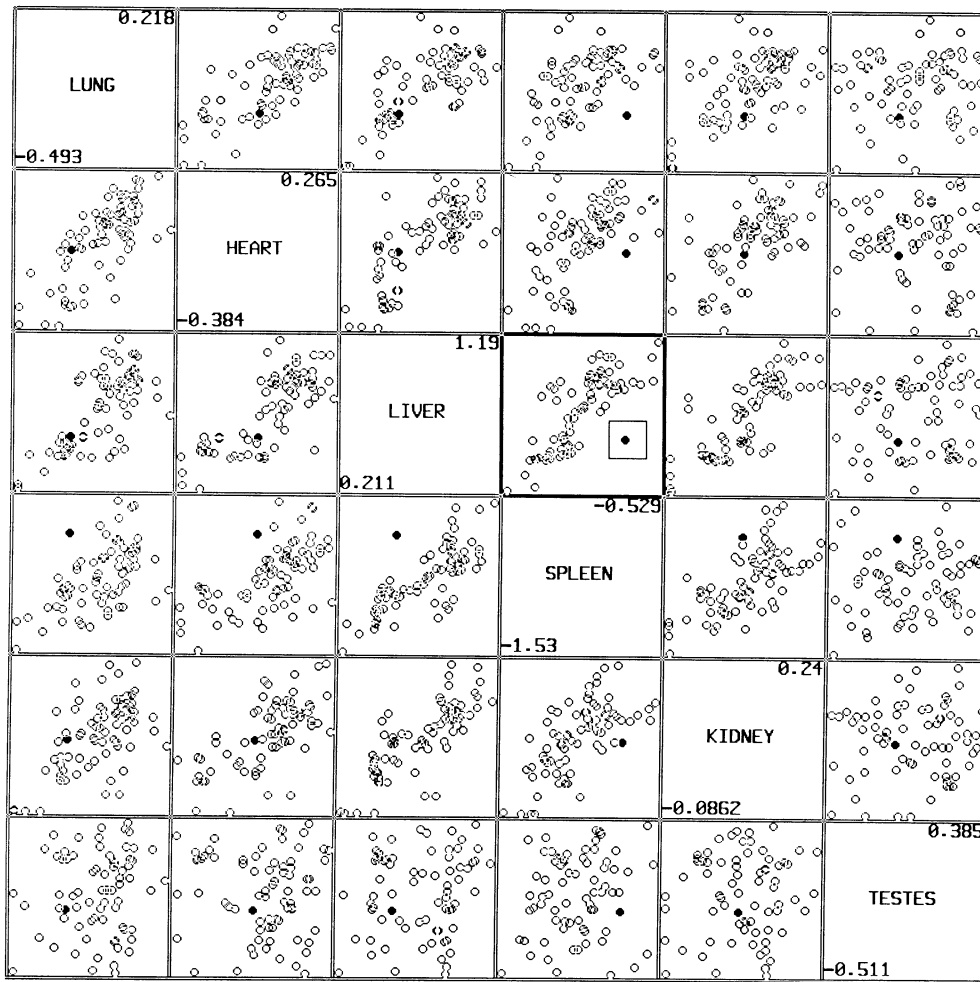 0.218
LUNG
-0.493
0.265
HEART
-0.384
1.19
LIVER
0.211
-0.529
SPLEEN
-1.53
0.24
KIDNEY
-0.0862
0.385
TESTES
-0.511